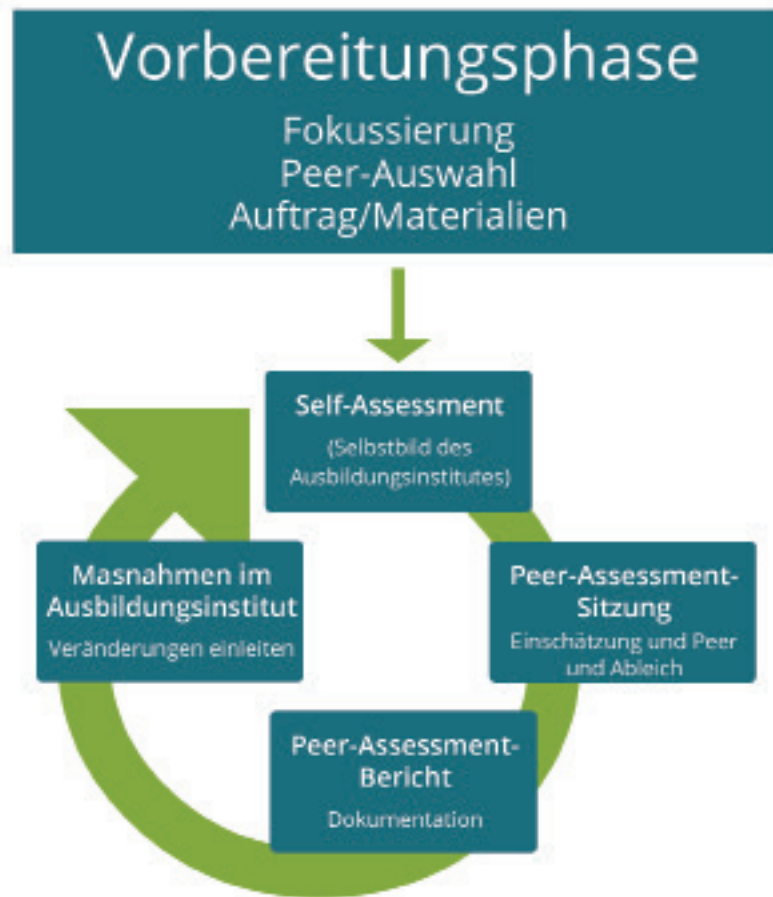 Vorbereitungsphase
Fokussierung
Peer-Auswahl
Auftrag/Materialien
Self-Assessment
(Selbstbild des
Ausbildungsinstitutes)
Peer-Assessment-
Sitzung
Einschätzung und Peer
und Ableich
Peer-Assessment-
Bericht
Dokumentation
Masnahmen im
Ausbildungsinstitut
Veränderungen einleiten